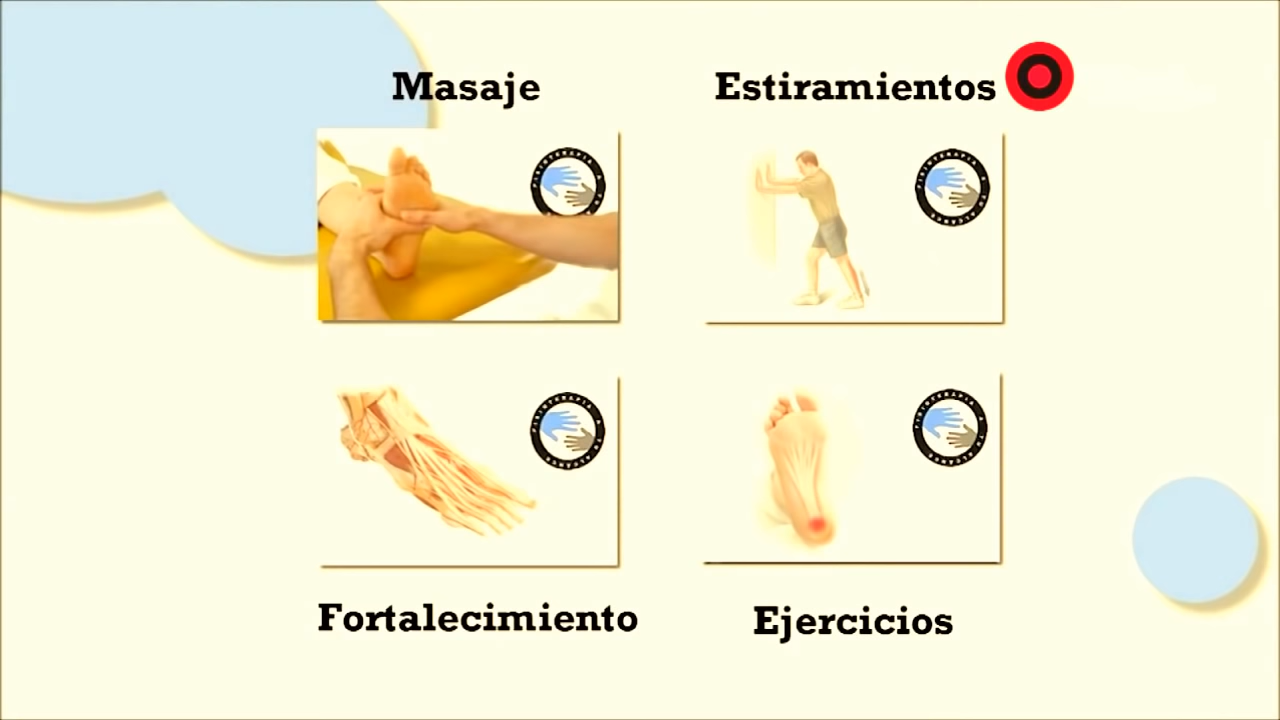 Masaje
Estiramientos
Fortalecimiento
Ejercicios